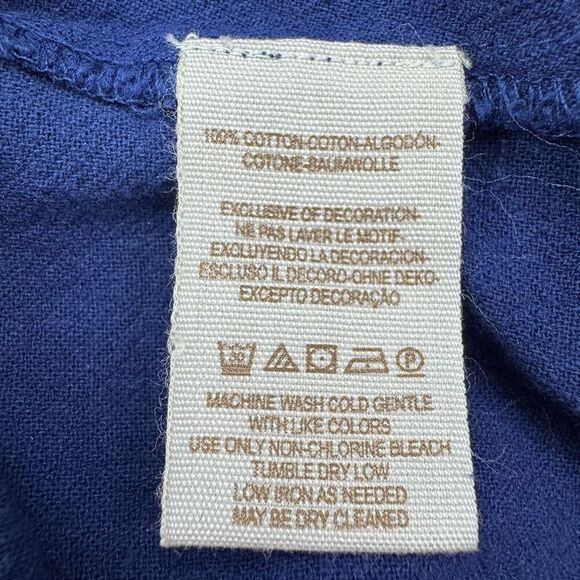 100% COTTON-COTON-ALGODÓN-
COTONE-BAUMWOLLE
EXCLUSIVE OF DECORATION-
NE PAS LAVER LE MOTIF-
EXCLUYENDO LA DECORACION-
ESCLUSO IL DECORO-OHNE DEKO-
EXCEPTO DECORAÇÃO
30 P
MACHINE WASH COLD GENTLE
WITH LIKE COLORS
USE ONLY NON-CHLORINE BLEACH
TUMBLE DRY LOW
LOW IRON AS NEEDED
MAY BE DRY CLEANED